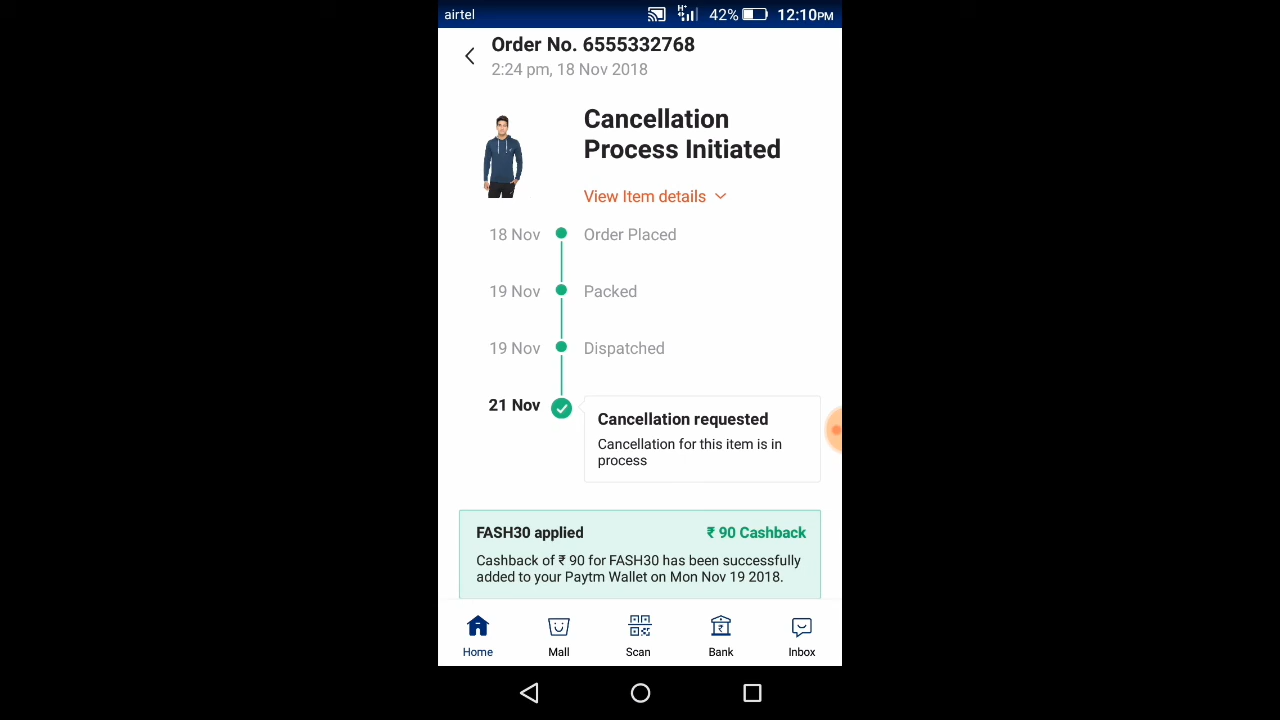 airtel
42%
12:10PM
Order No. 6555332768
2:24 pm, 18 Nov 2018
Cancellation
Process Initiated
View Item details
18 Nov Order Placed
19 Nov Packed
19 Nov Dispatched
21 Nov
Cancellation requested
Cancellation for this item is in
process
FASH30 applied ₹ 90 Cashback
Cashback of ₹ 90 for FASH30 has been successfully
added to your Paytm Wallet on Mon Nov 19 2018.
Home Mall Scan Bank Inbox